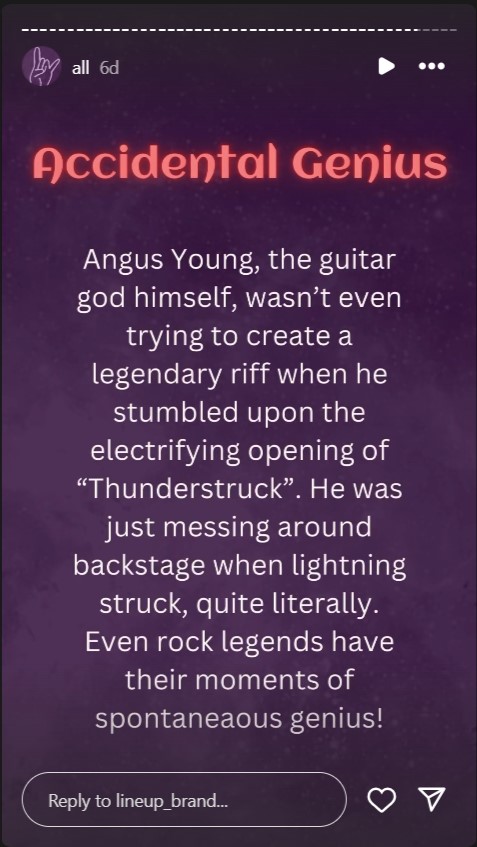 all 6d
Accidental Genius
Angus Young, the guitar
god himself, wasn’t even
trying to create a
legendary riff when he
stumbled upon the
electrifying opening of
“Thunderstruck”. He was
just messing around
backstage when lightning
struck, quite literally.
Even rock legends have
their moments of
spontaneaous genius!
Reply to lineup_brand...